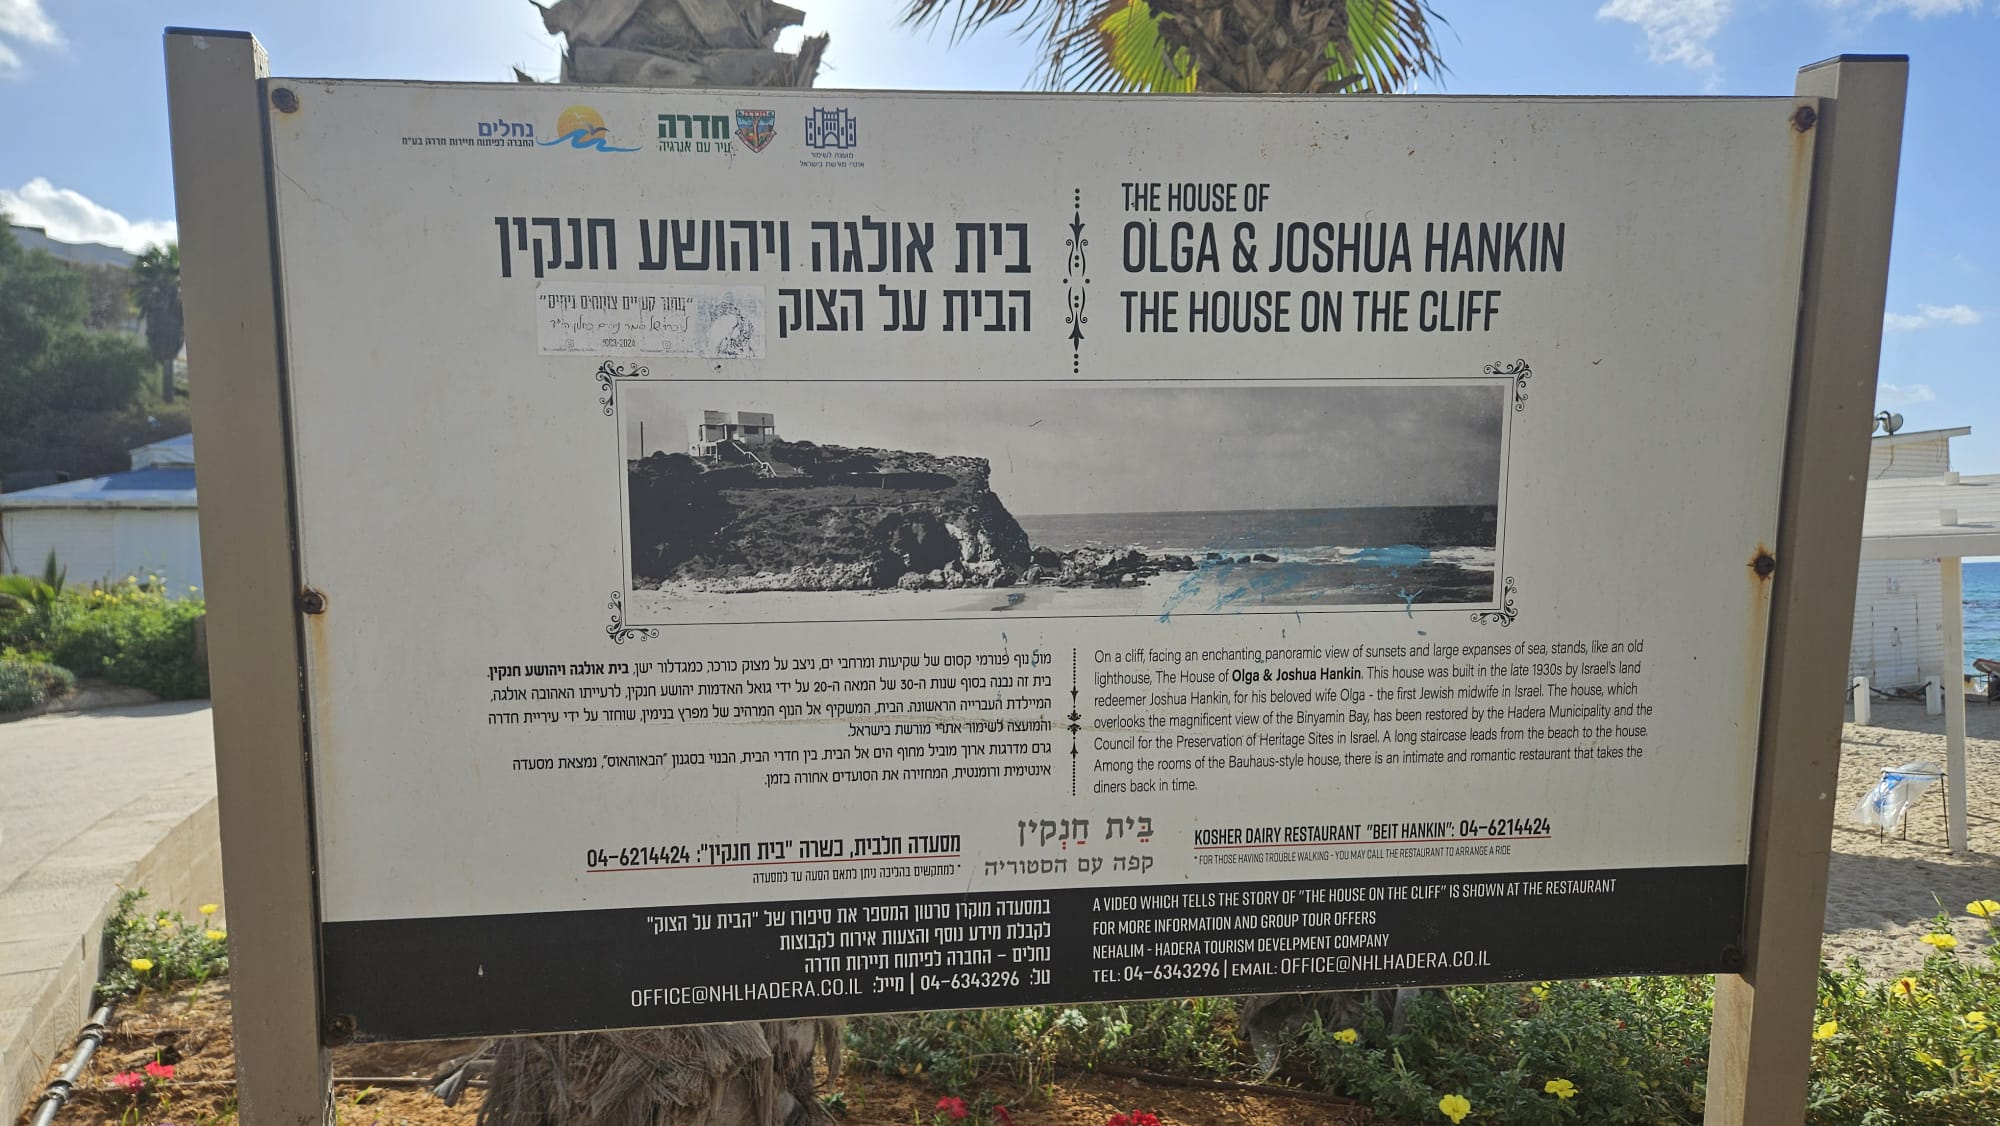 נחלים
החברה לפיתוח תיירות חדרה בע"מ
חדרה
עיר עם אנרגיה
מועצה לשימור
אתרי מורשת בישראל
בית אולגה ויהושע חנקין
הבית על הצוק
THE HOUSE OF
OLGA & JOSHUA HANKIN
THE HOUSE ON THE CLIFF
2024
מול נוף פנורמי קסום של שקיעות ומרחבי ים, ניצב על מצוק כורכר, כמגדלור ישן, בית אולגה ויהושע חנקין.
בית זה נבנה בסוף שנות ה-30 של המאה ה-20 על ידי גואל האדמות יהושע חנקין, לרעייתו האהובה אולגה,
המיילדת העברייה הראשונה. הבית, המשקיף אל הנוף המרהיב של מפרץ בנימין, שוחזר על ידי עיריית חדרה
והמועצה לשימור אתרי מורשת בישראל.
גרם מדרגות ארוך מוביל מחוף הים אל הבית. בין חדרי הבית, הבנוי בסגנון "הבאוהאוס", נמצאת מסעדה
אינטימית ורומנטית, המחזירה את הסועדים אחורה בזמן.
On a cliff, facing an enchanting panoramic view of sunsets and large expanses of sea, stands, like an old
lighthouse, The House of Olga & Joshua Hankin. This house was built in the late 1930s by Israel's land
redeemer Joshua Hankin, for his beloved wife Olga - the first Jewish midwife in Israel. The house, which
overlooks the magnificent view of the Binyamin Bay, has been restored by the Hadera Municipality and the
Council for the Preservation of Heritage Sites in Israel. A long staircase leads from the beach to the house.
Among the rooms of the Bauhaus-style house, there is an intimate and romantic restaurant that takes the
diners back in time.
מסעדה חלבית, כשרה "בית חנקין": 04-6214424
* למתקשים בהליכה ניתן לתאם הסעה עד למסעדה
בֵּית חַנְקִין
קפה עם הסטוריה
KOSHER DAIRY RESTAURANT "BEIT HANKIN": 04-6214424
* FOR THOSE HAVING TROUBLE WALKING - YOU MAY CALL THE RESTAURANT TO ARRANGE A RIDE
במסעדה מוקרן סרטון המספר את סיפורו של "הבית על הצוק"
לקבלת מידע נוסף והצעות אירוח לקבוצות
נחלים - החברה לפיתוח תיירות חדרה
טל: 04-6343296 | מייל: OFFICE@NHLHADERA.CO.IL
A VIDEO WHICH TELLS THE STORY OF "THE HOUSE ON THE CLIFF" IS SHOWN AT THE RESTAURANT
FOR MORE INFORMATION AND GROUP TOUR OFFERS
NEHALIM - HADERA TOURISM DEVELPMENT COMPANY
TEL: 04-6343296 | EMAIL: OFFICE@NHLHADERA.CO.IL